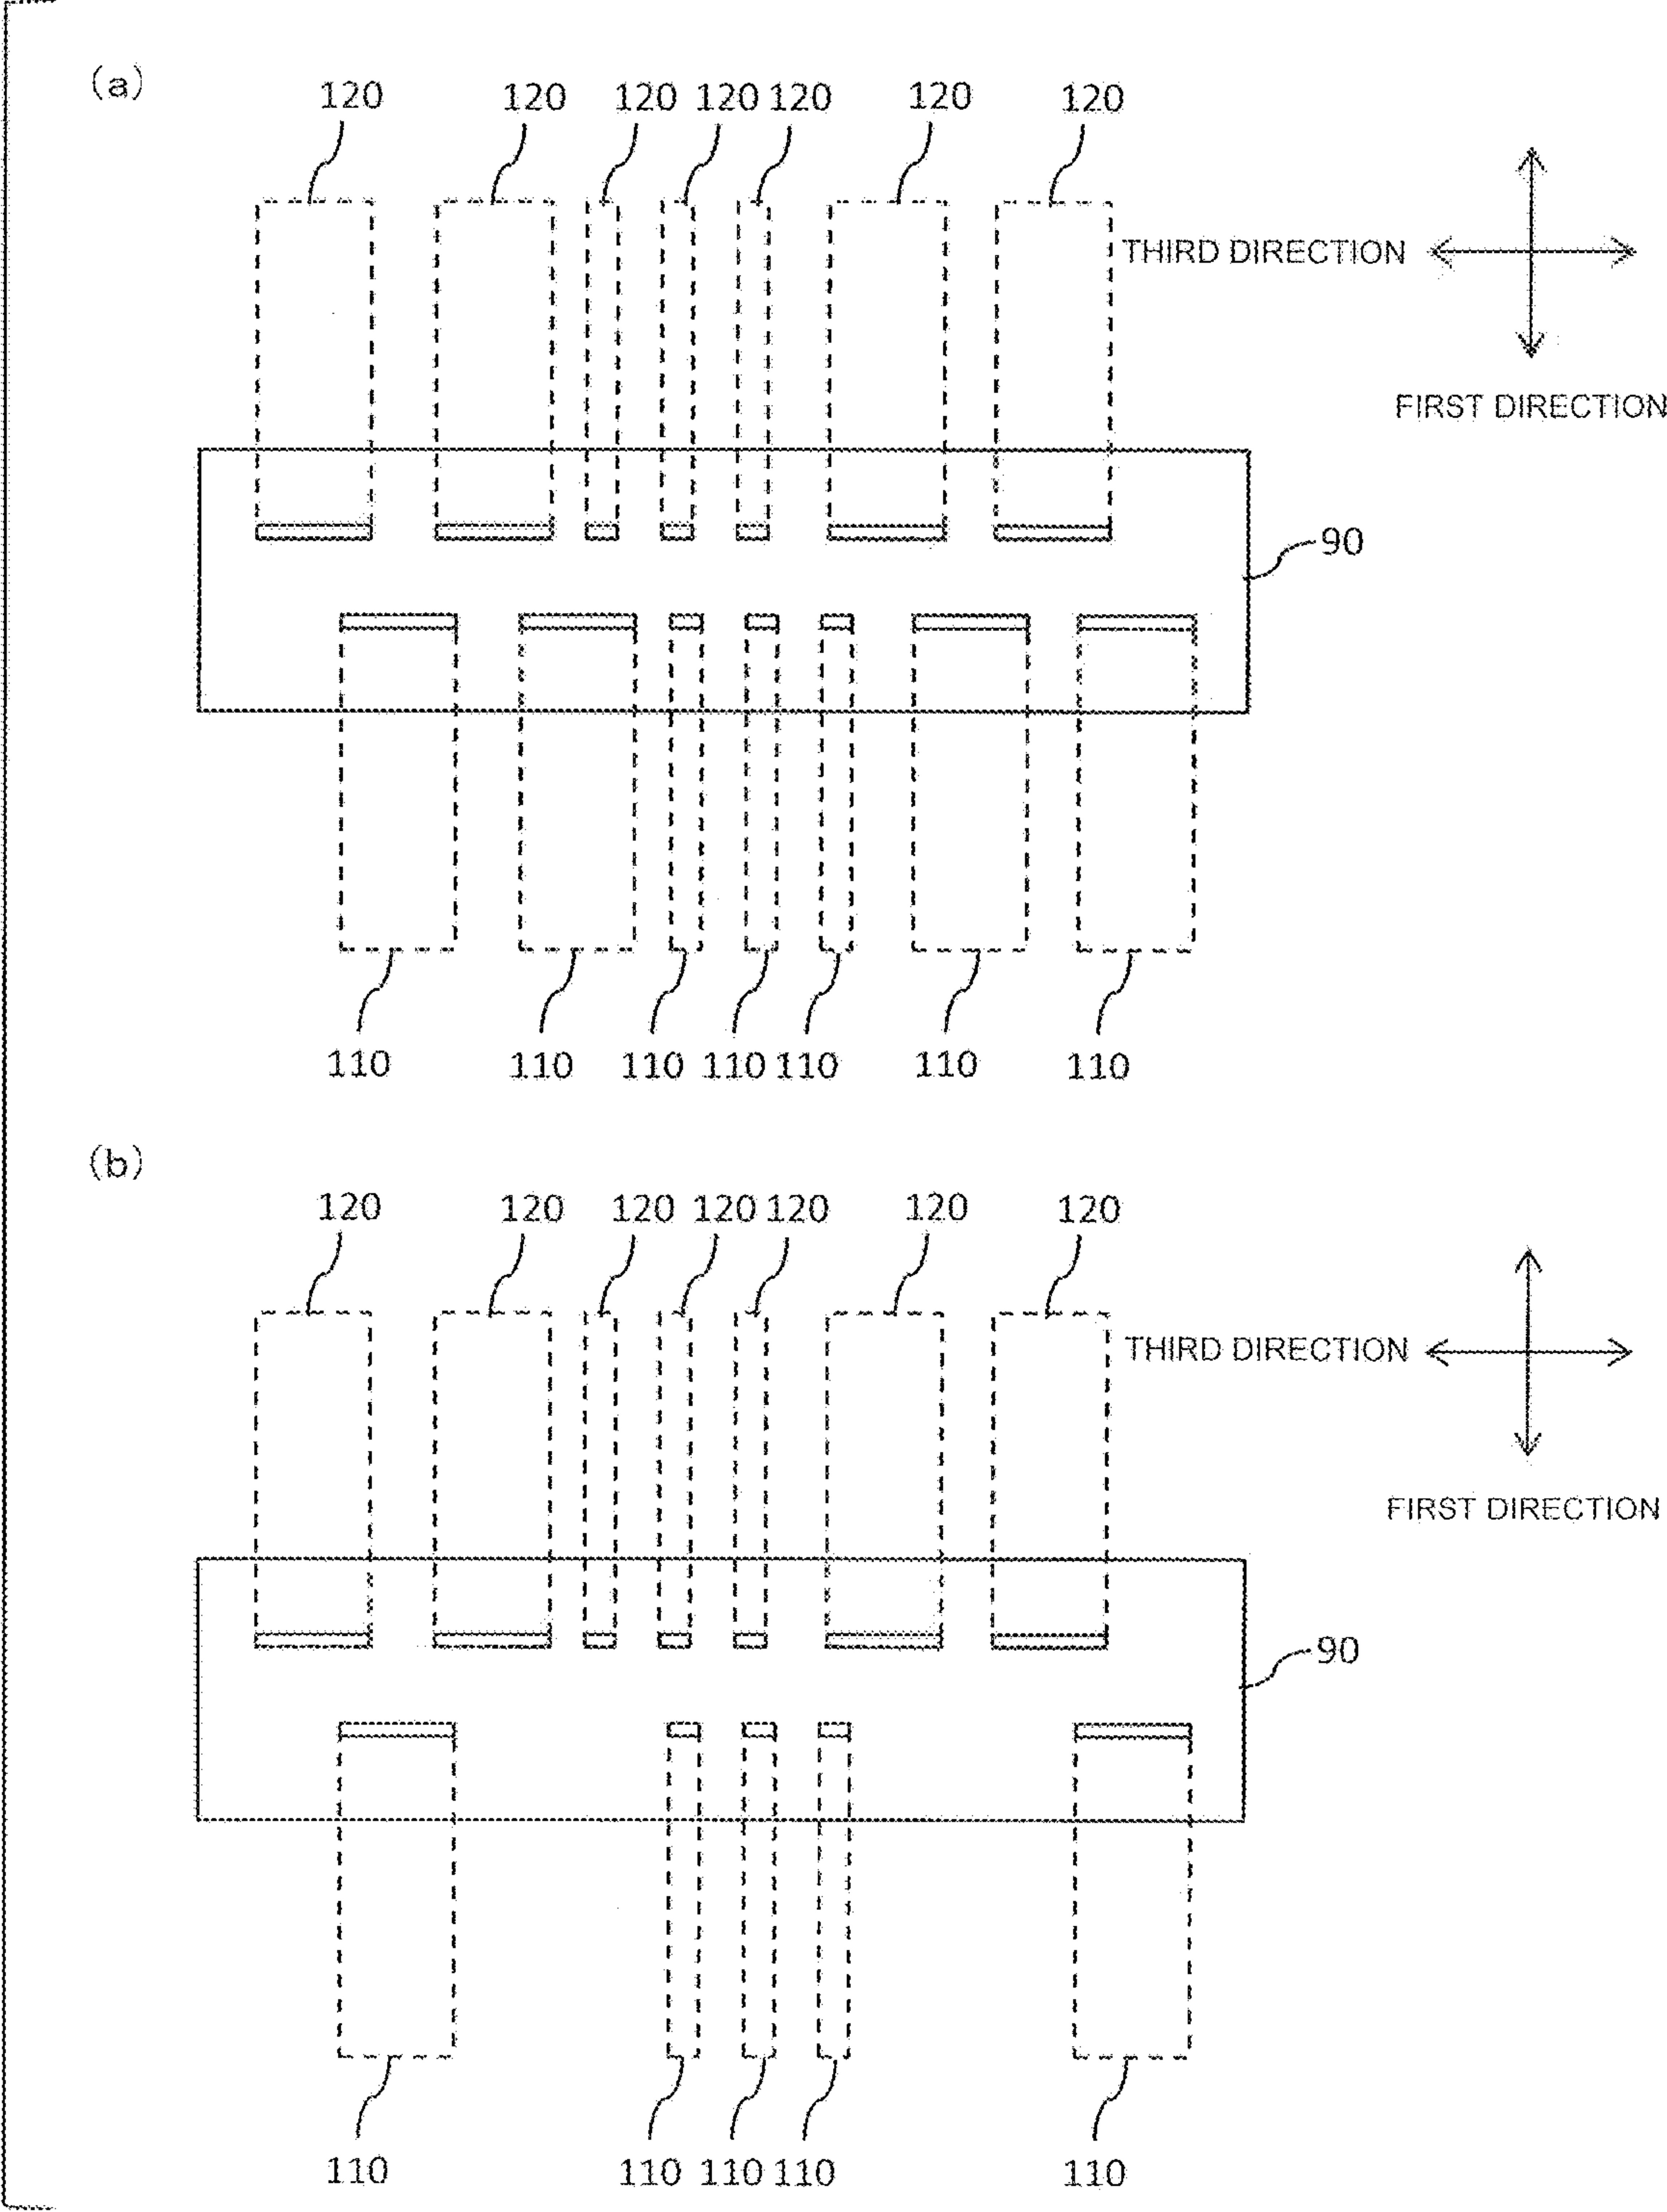 (a)
120 120 120 120 120 120 120
THIRD DIRECTION
FIRST DIRECTION
90
110 110 110 110 110 110 110
(b)
120 120 120 120 120 120 120
THIRD DIRECTION
FIRST DIRECTION
90
110 110 110 110 110